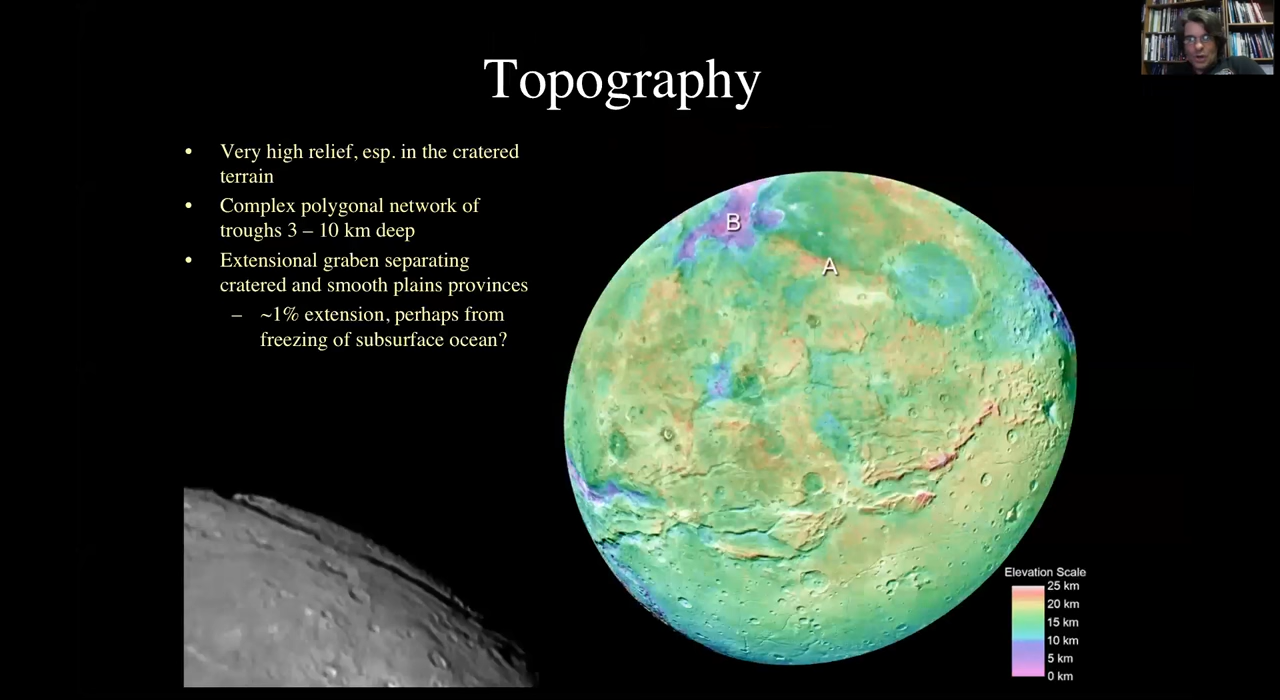 Topography
• Very high relief, esp. in the cratered
terrain
• Complex polygonal network of
troughs 3 – 10 km deep
• Extensional graben separating
cratered and smooth plains provinces
– ~1% extension, perhaps from
freezing of subsurface ocean?
B
A
Elevation Scale
25 km
20 km
15 km
10 km
5 km
0 km